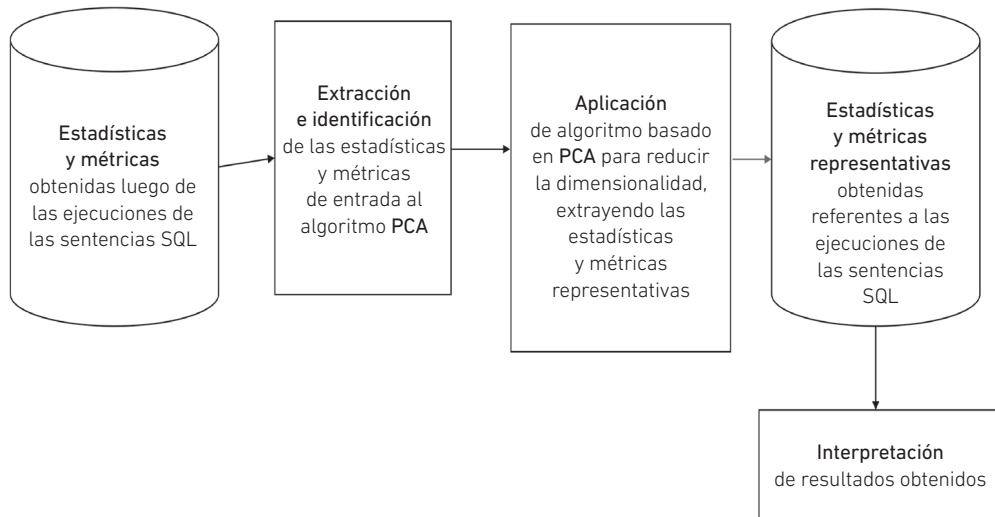 Estadísticas
y métricas
obtenidas luego de
las ejecuciones de
las sentencias SQL
Extracción
e identificación
de las estadísticas
y métricas
de entrada al
algoritmo PCA
Aplicación
de algoritmo basado
en PCA para reducir
la dimensionalidad,
extrayendo las
estadísticas
y métricas
representativas
Estadísticas
y métricas
representativas
obtenidas
referentes a las
ejecuciones de
las sentencias
SQL
Interpretación
de resultados obtenidos